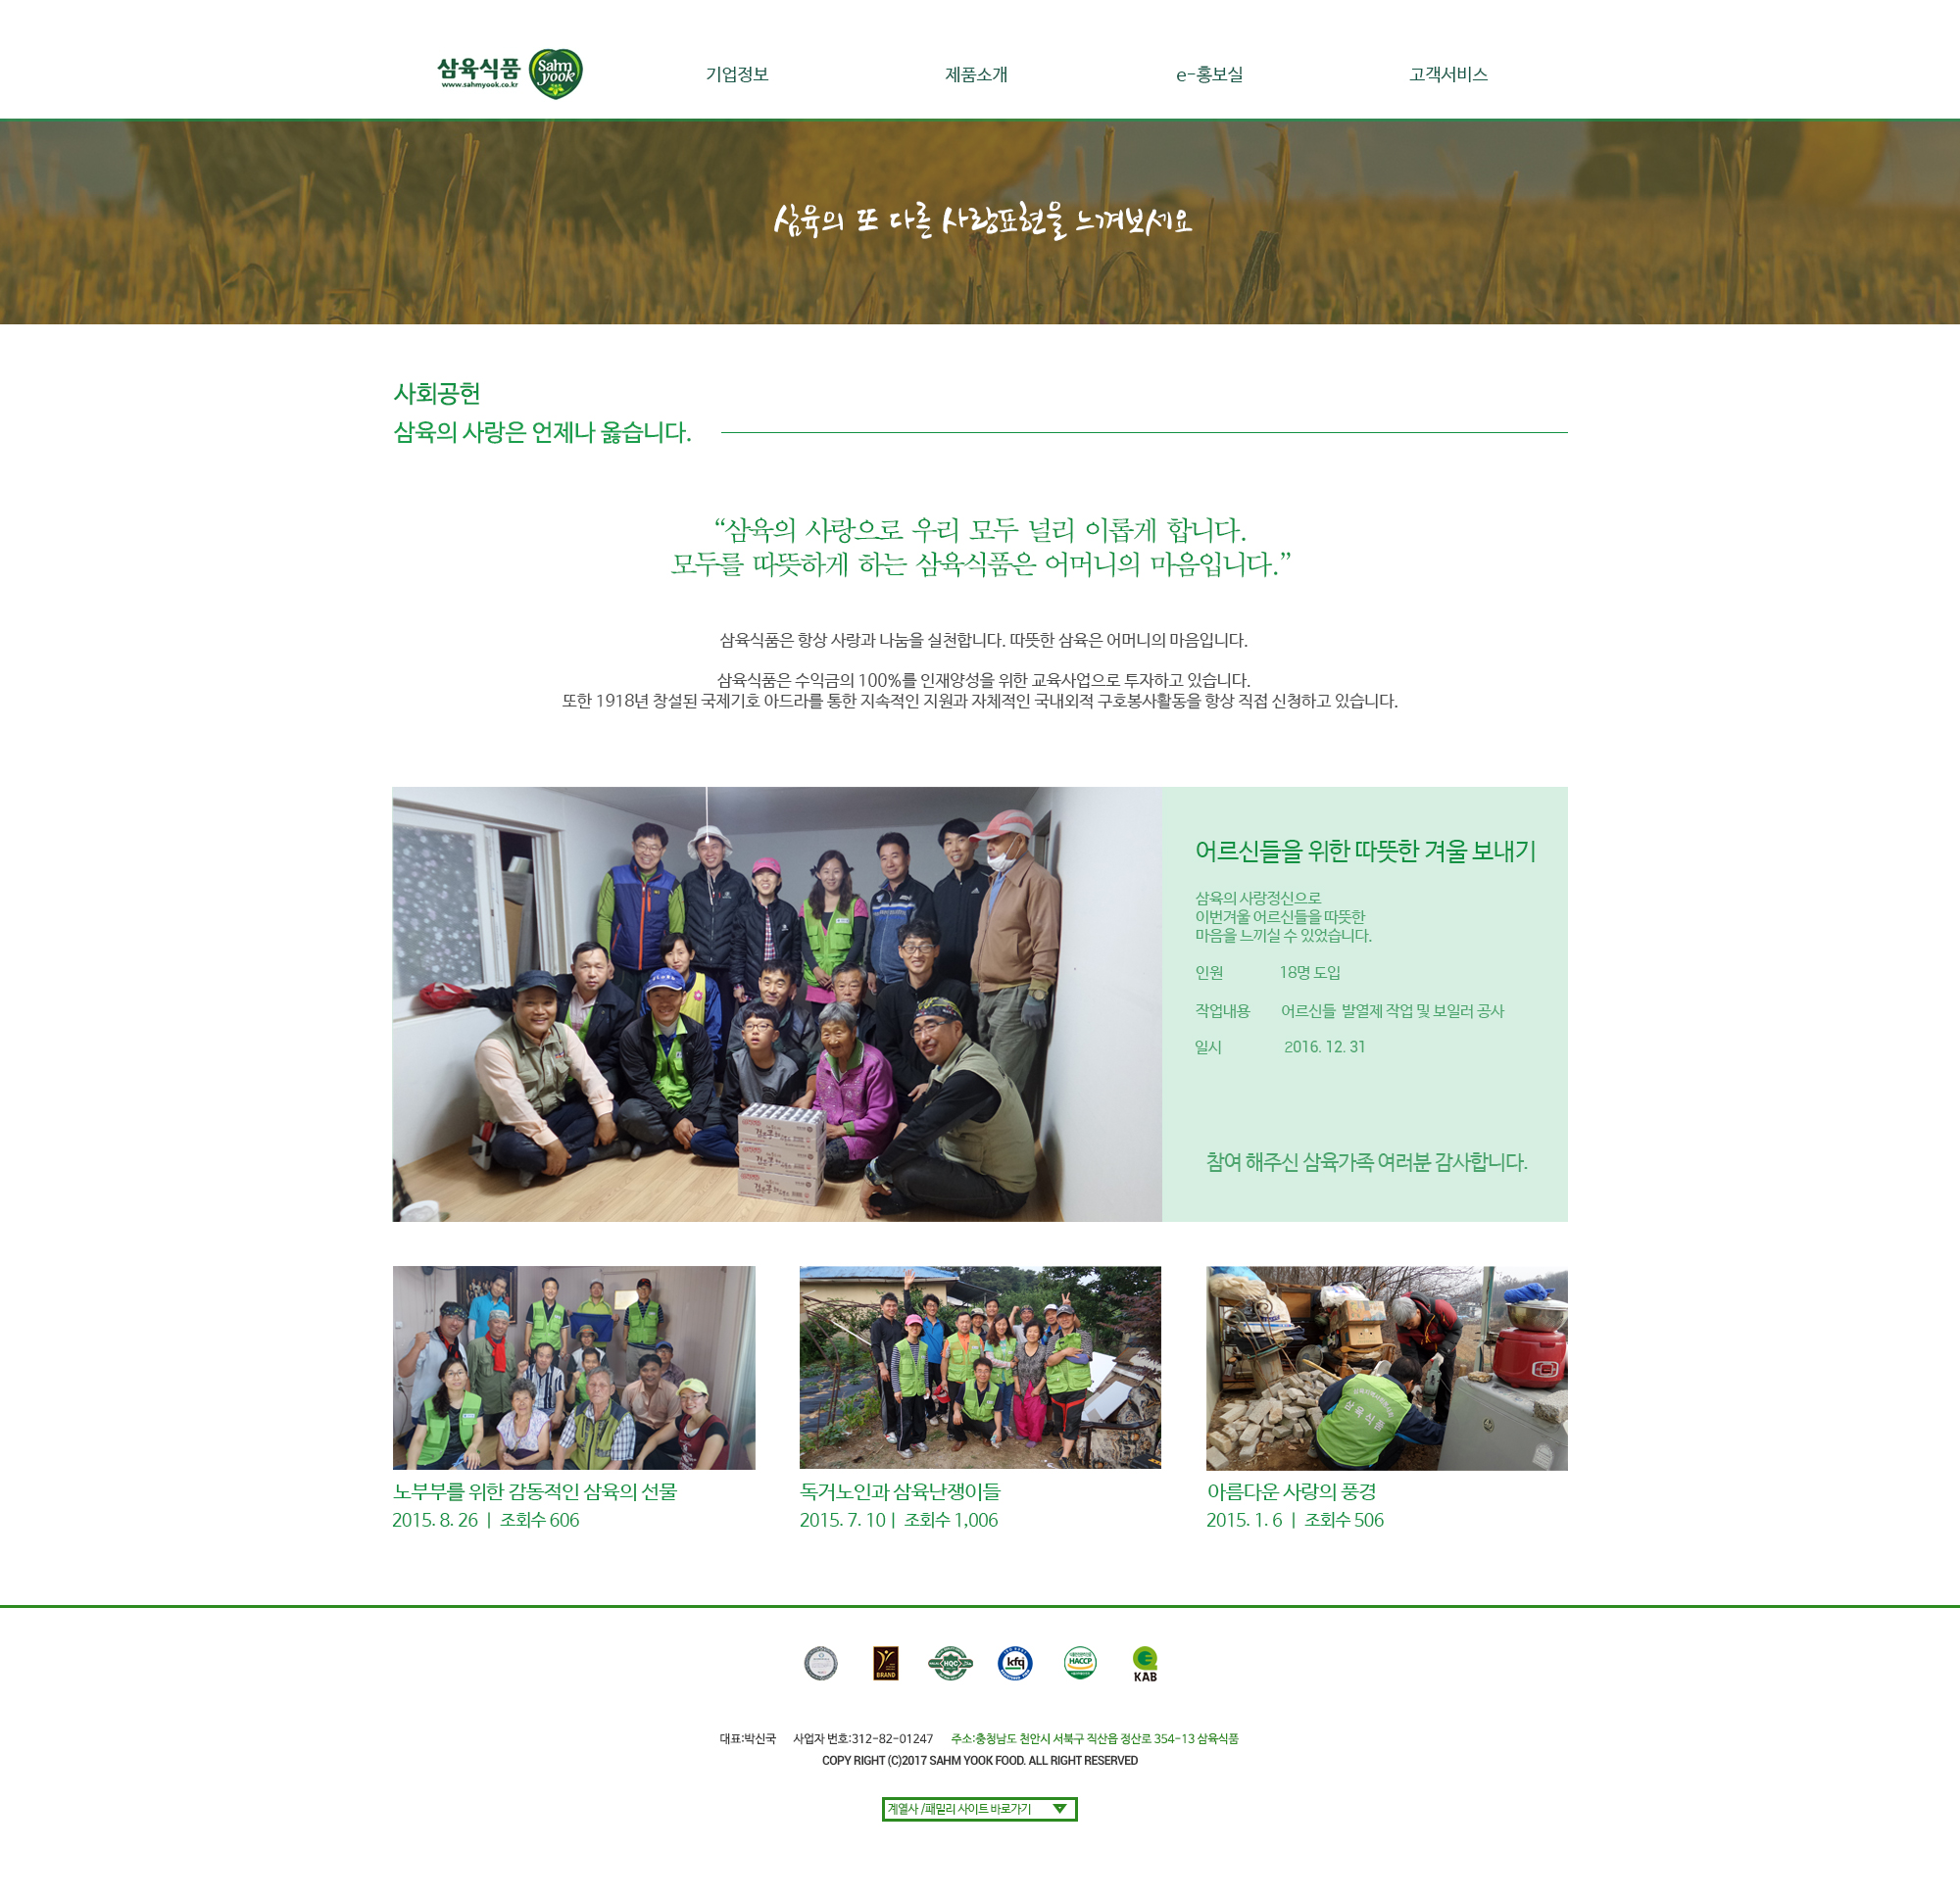 삼육식품
www.sahmyook.co.kr
Sahm
yook
기업정보
제품소개
e-홍보실
고객서비스
삼육의 또 다른 사랑표현을 느껴보세요
사회공헌
삼육의 사랑은 언제나 옳습니다.
“삼육의 사랑으로 우리 모두 널리 이롭게 합니다.
모두를 따뜻하게 하는 삼육식품은 어머니의 마음입니다.”
삼육식품은 항상 사랑과 나눔을 실천합니다. 따뜻한 삼육은 어머니의 마음입니다.
삼육식품은 수익금의 100%를 인재양성을 위한 교육사업으로 투자하고 있습니다.
또한 1918년 창설된 국제기호 아드라를 통한 지속적인 지원과 자체적인 국내외적 구호봉사활동을 항상 직접 신청하고 있습니다.
어르신들을 위한 따뜻한 겨울 보내기
삼육의 사랑정신으로
이번겨울 어르신들을 따뜻한
마음을 느끼실 수 있었습니다.
인원 18명 도입
작업내용 어르신들 발열제 작업 및 보일러 공사
일시 2016. 12. 31
참여 해주신 삼육가족 여러분 감사합니다.
삼육식품
노부부를 위한 감동적인 삼육의 선물
2015. 8. 26 | 조회수 606
독거노인과 삼육난쟁이들
2015. 7. 10 | 조회수 1,006
아름다운 사랑의 풍경
2015. 1. 6 | 조회수 506
BRAND
HQC
kfq
HACCP
KAB
대표:박신국 사업자 번호:312-82-01247 주소:충청남도 천안시 서북구 직산읍 정산로 354-13 삼육식품
COPY RIGHT (C)2017 SAHM YOOK FOOD. ALL RIGHT RESERVED
계열사 /패밀리 사이트 바로가기